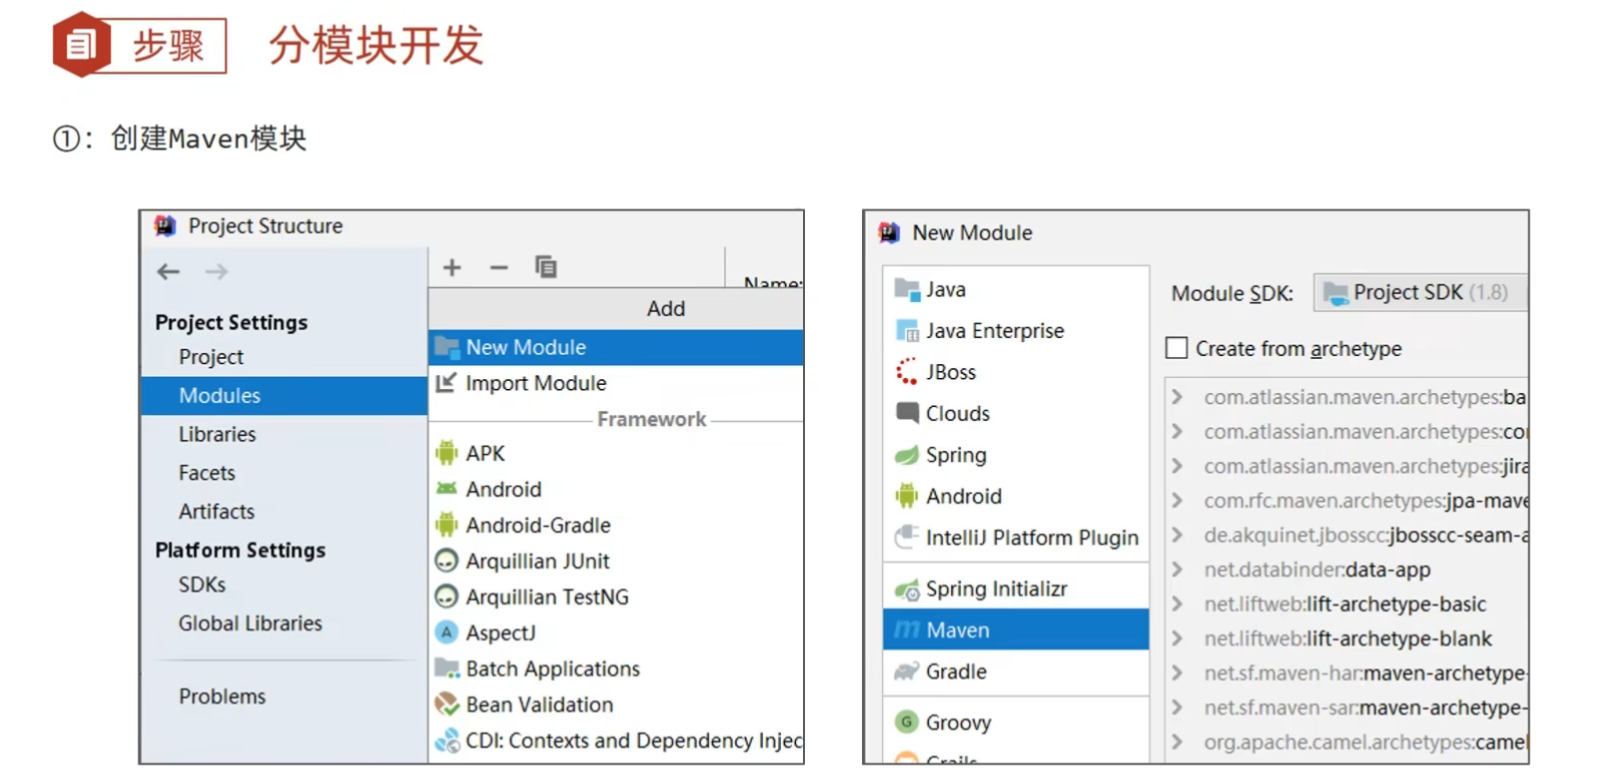 步骤
分模块开发
①：创建Maven模块
Project Structure
Project Settings
Project
Modules
Libraries
Facets
Artifacts
Platform Settings
SDKs
Global Libraries
Problems
Name:
Add
New Module
Import Module
Framework
APK
Android
Android-Gradle
Arquillian JUnit
Arquillian TestNG
AspectJ
Batch Applications
Bean Validation
CDI: Contexts and Dependency Injec
New Module
Java
Java Enterprise
JBoss
Clouds
Spring
Android
IntelliJ Platform Plugin
Spring Initializr
Maven
Gradle
Groovy
Grails
Module SDK: Project SDK (1.8)
Create from archetype
com.atlassian.maven.archetypes:ba
com.atlassian.maven.archetypes:co
com.atlassian.maven.archetypes:jira
com.rfc.maven.archetypes:jpa-mave
de.akquinet.jbosscc:jbosscc-seam-a
net.databinder:data-app
net.liftweb:lift-archetype-basic
net.liftweb:lift-archetype-blank
net.sf.maven-har:maven-archetype-
net.sf.maven-sar:maven-archetype-
org.apache.camel.archetypes:camel